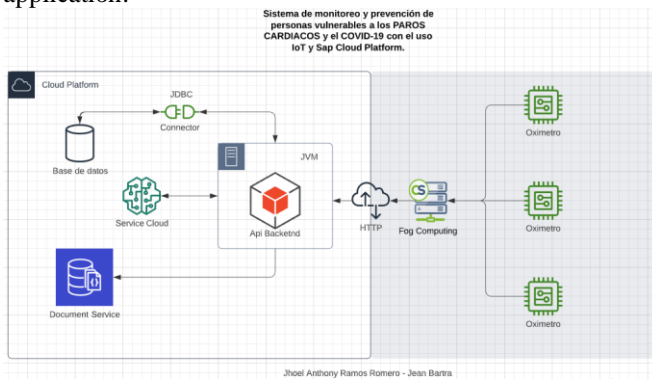 application.
Sistema de monitoreo y prevención de
personas vulnerables a los PAROS
CARDIACOS y el COVID-19 con el uso
IoT y Sap Cloud Platform.
Cloud Platform
JDBC
Connector
Base de datos
JVM
Service Cloud
Api Backetnd
HTTP
CS
Fog Computing
Oximetro
Oximetro
Oximetro
Document Service
Jhoel Anthony Ramos Romero - Jean Bartra